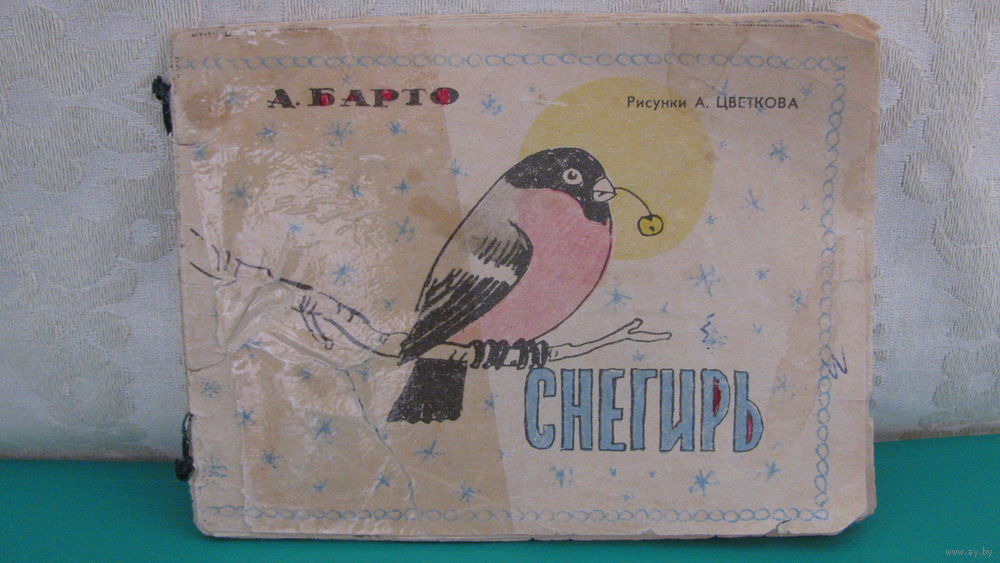 А. БАРТО
Рисунки А. ЦВЕТКОВА
СНЕГИРЬ
www.ay.by